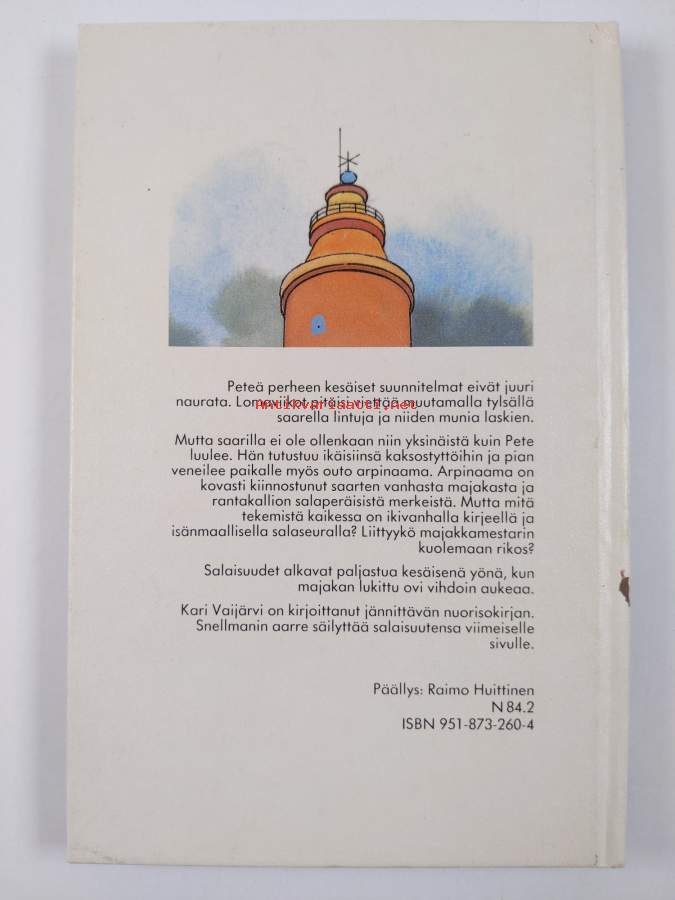 Peteä perheen kesäiset suunnitelmat eivät juuri
naurata. Lomaviikot pitäisi viettää muutamalla tylsällä
Antikvariaatti.net
saarella lintuja ja niiden munia laskien.
Mutta saarilla ei ole ollenkaan niin yksinäistä kuin Pete
luulee. Hän tutustuu ikäisiinsä kaksostyttöihin ja pian
veneilee paikalle myös outo arpinaama. Arpinaama on
kovasti kiinnostunut saarten vanhasta majakasta ja
rantakallion salaperäisistä merkeistä. Mutta mitä
tekemistä kaikessa on ikivanhalla kirjeellä ja
isänmaallisella salaseuralla? Liittyykö majakkamestarin
kuolemaan rikos?
Salaisuudet alkavat paljastua kesäisenä yönä, kun
majakan lukittu ovi vihdoin aukeaa.
Kari Vaijärvi on kirjoittanut jännittävän nuorisokirjan.
Snellmanin aarre säilyttää salaisuutensa viimeiselle
sivulle.
Päällys: Raimo Huittinen
N 84.2
ISBN 951-873-260-4